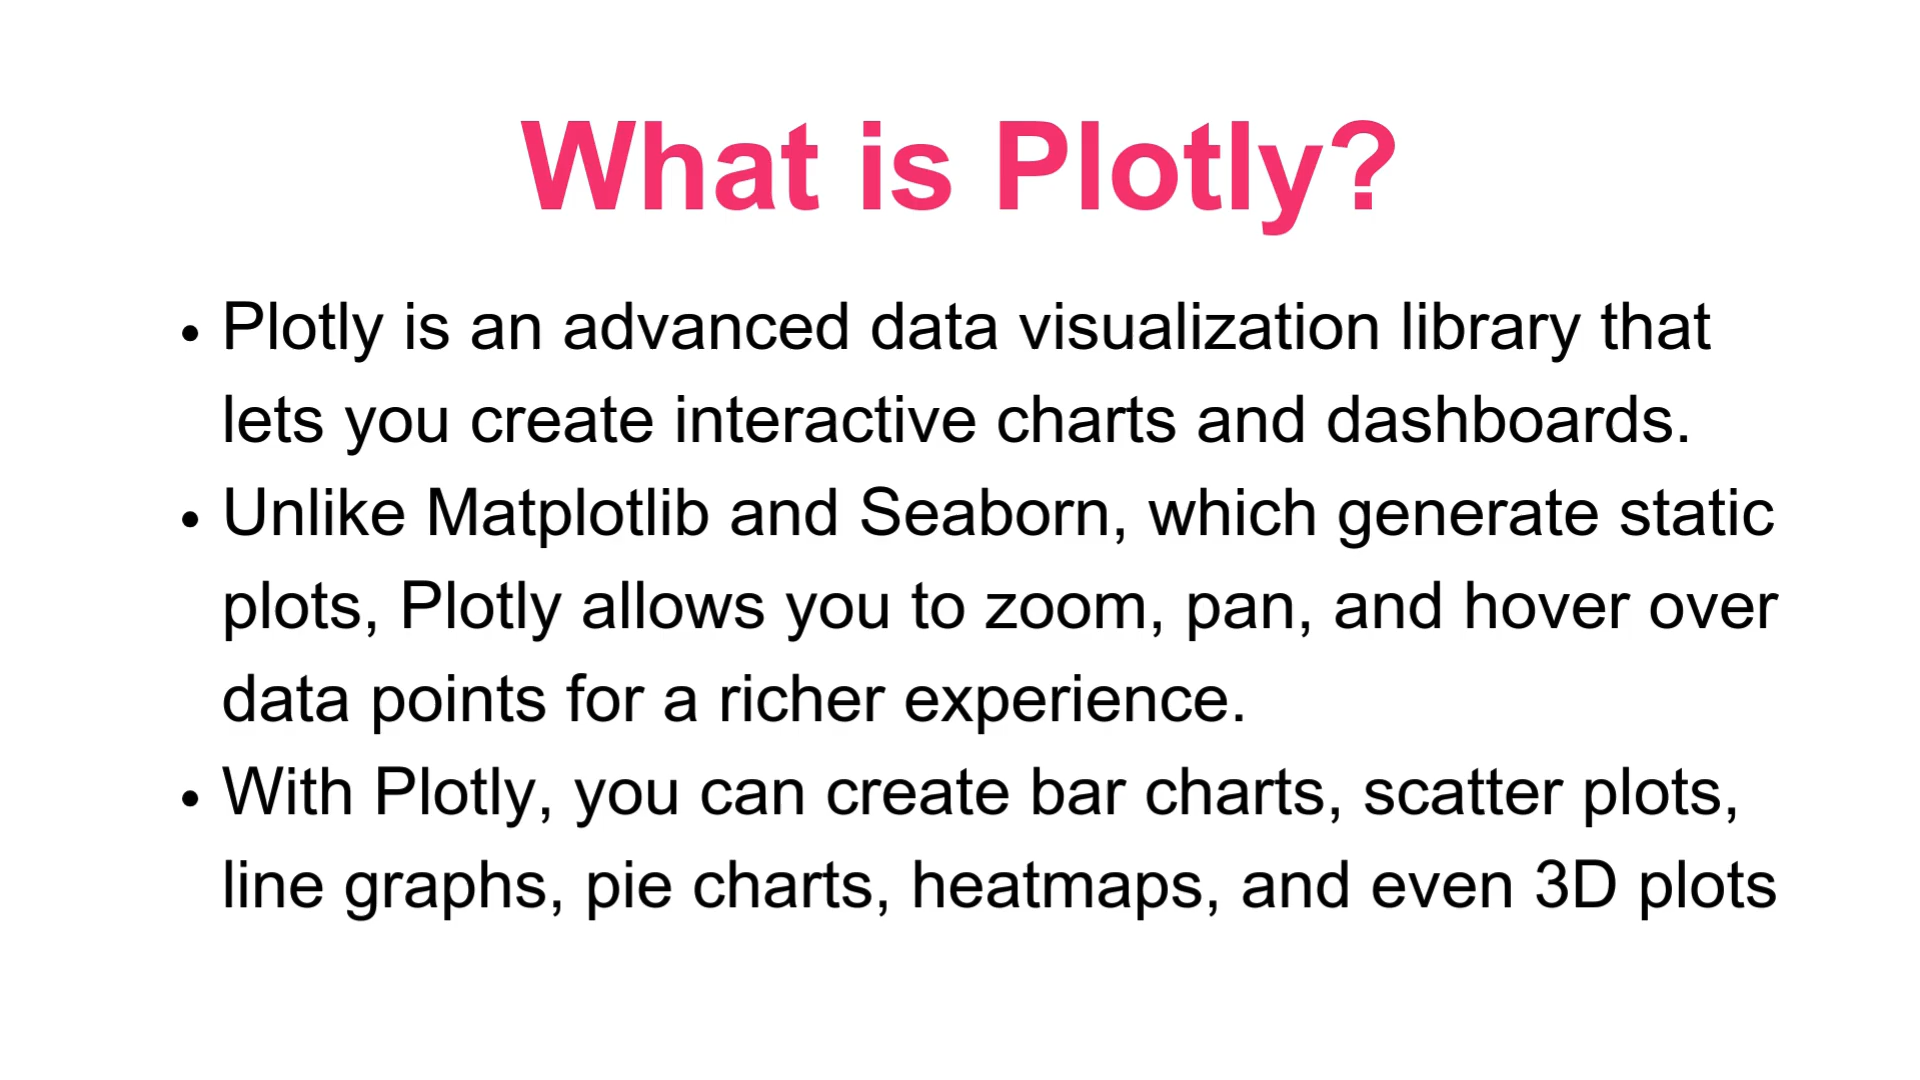 What is Plotly?
• Plotly is an advanced data visualization library that
lets you create interactive charts and dashboards.
• Unlike Matplotlib and Seaborn, which generate static
plots, Plotly allows you to zoom, pan, and hover over
data points for a richer experience.
• With Plotly, you can create bar charts, scatter plots,
line graphs, pie charts, heatmaps, and even 3D plots